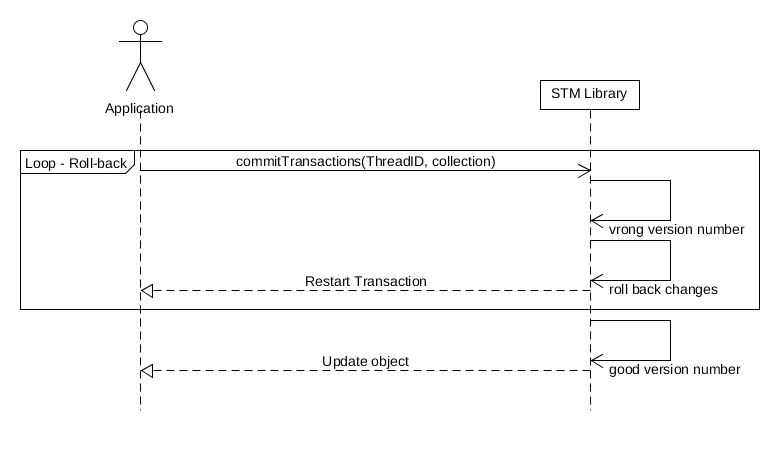 Application
STM Library
Loop - Roll-back
commitTransactions(ThreadID, collection)
vrong version number
Restart Transaction
roll back changes
Update object
good version number